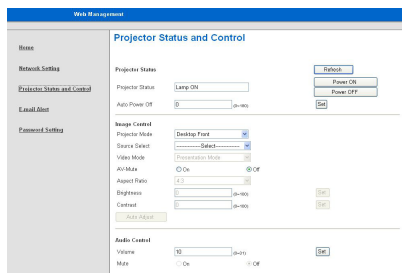 Web Management
Projector Status and Control
Home
Network Setting
Projector Status and Control
E.mail Alert
Password Setting
Projector Status
Refresh
Power ON
Projector Status Lamp ON
Power OFF
Auto Power Off 0 (0~180) Set
Image Control
Projector Mode Desktop Front
Source Select -------------Select-------------
Video Mode Presentation Mode
AV-Mute On Off
Aspect Ratio 4:3
Brightness 0 (0~100) Set
Contrast 0 (0~100) Set
Auto Adjust
Audio Control
Volume 10 (0~31) Set
Mute On Off